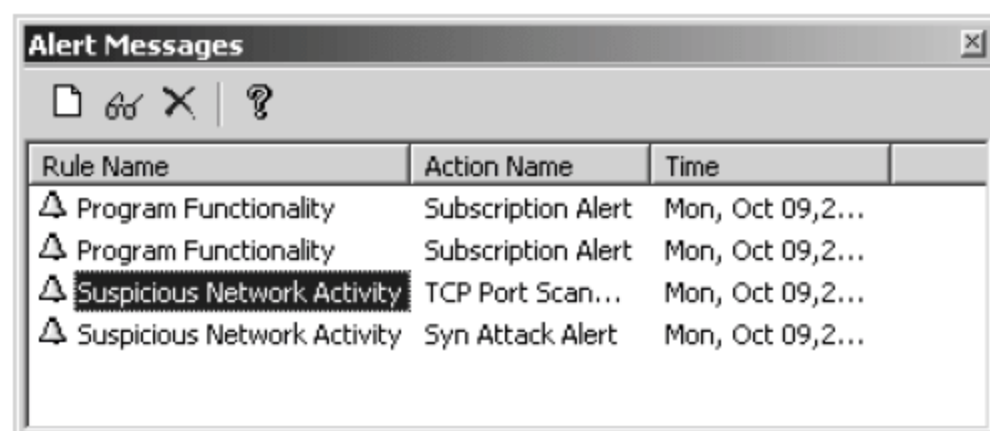 Alert Messages
Rule Name Action Name Time
Program Functionality Subscription Alert Mon, Oct 09,2...
Program Functionality Subscription Alert Mon, Oct 09,2...
Suspicious Network Activity TCP Port Scan... Mon, Oct 09,2...
Suspicious Network Activity Syn Attack Alert Mon, Oct 09,2...